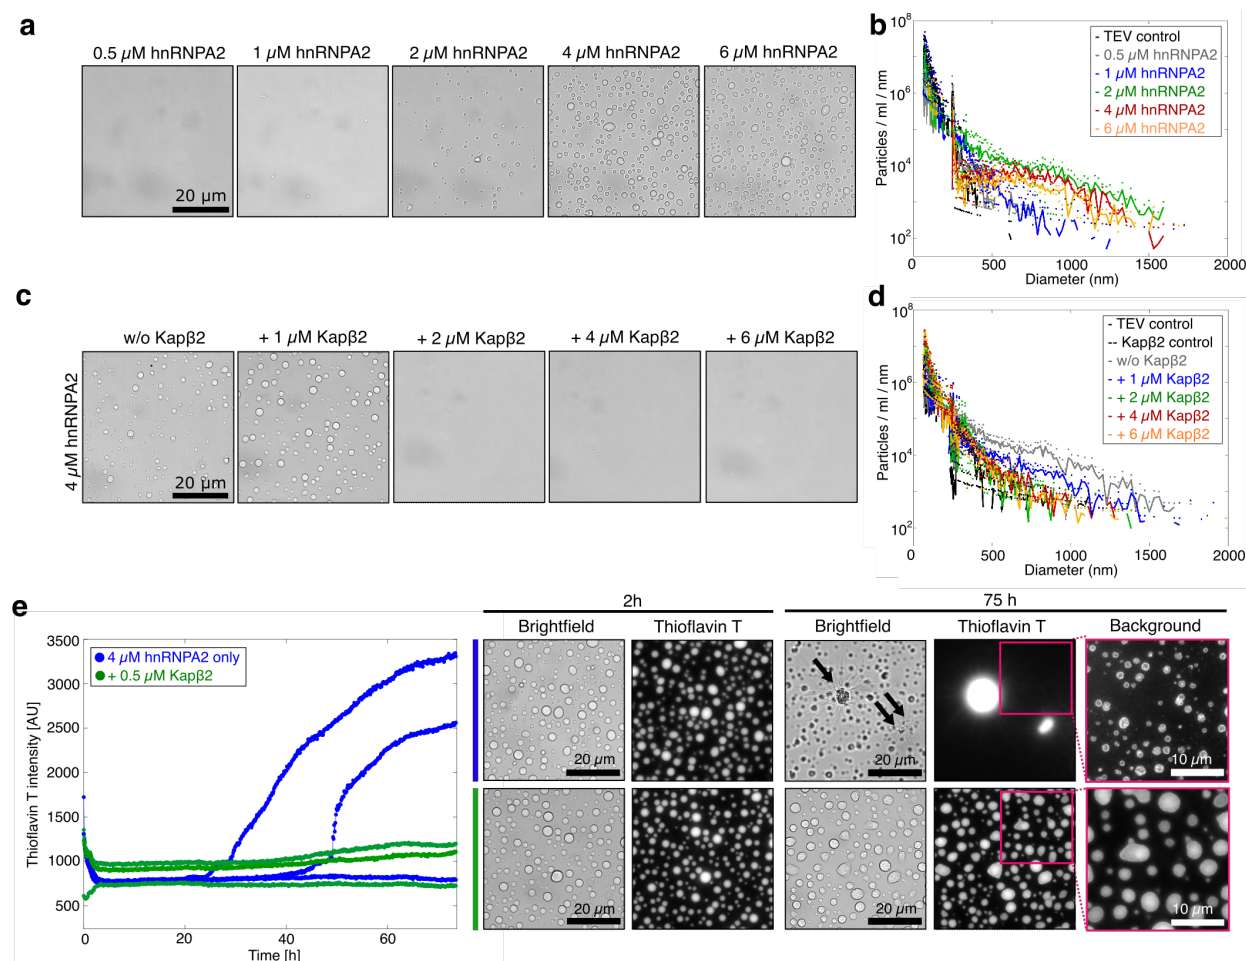 a
0.5 µM hnRNPA2
1 µM hnRNPA2
2 µM hnRNPA2
4 µM hnRNPA2
6 µM hnRNPA2
20 µm
b
10^8
10^6
10^4
10^2
Particles / ml / nm
- TEV control
- 0.5 µM hnRNPA2
- 1 µM hnRNPA2
- 2 µM hnRNPA2
- 4 µM hnRNPA2
- 6 µM hnRNPA2
0 500 1000 1500 2000
Diameter (nm)
c
w/o Kapβ2
+ 1 µM Kapβ2
+ 2 µM Kapβ2
+ 4 µM Kapβ2
+ 6 µM Kapβ2
4 µM hnRNPA2
20 µm
d
10^8
10^6
10^4
10^2
Particles / ml / nm
- TEV control
-- Kapβ2 control
- w/o Kapβ2
- + 1 µM Kapβ2
- + 2 µM Kapβ2
- + 4 µM Kapβ2
- + 6 µM Kapβ2
0 500 1000 1500 2000
Diameter (nm)
e
3500
3000
2500
2000
1500
1000
500
Thioflavin T intensity [AU]
4 µM hnRNPA2 only
+ 0.5 µM Kapβ2
0 20 40 60
Time [h]
2h
75 h
Brightfield
Thioflavin T
Brightfield
Thioflavin T
Background
20 µm
20 µm
10 µm
20 µm
20 µm
10 µm